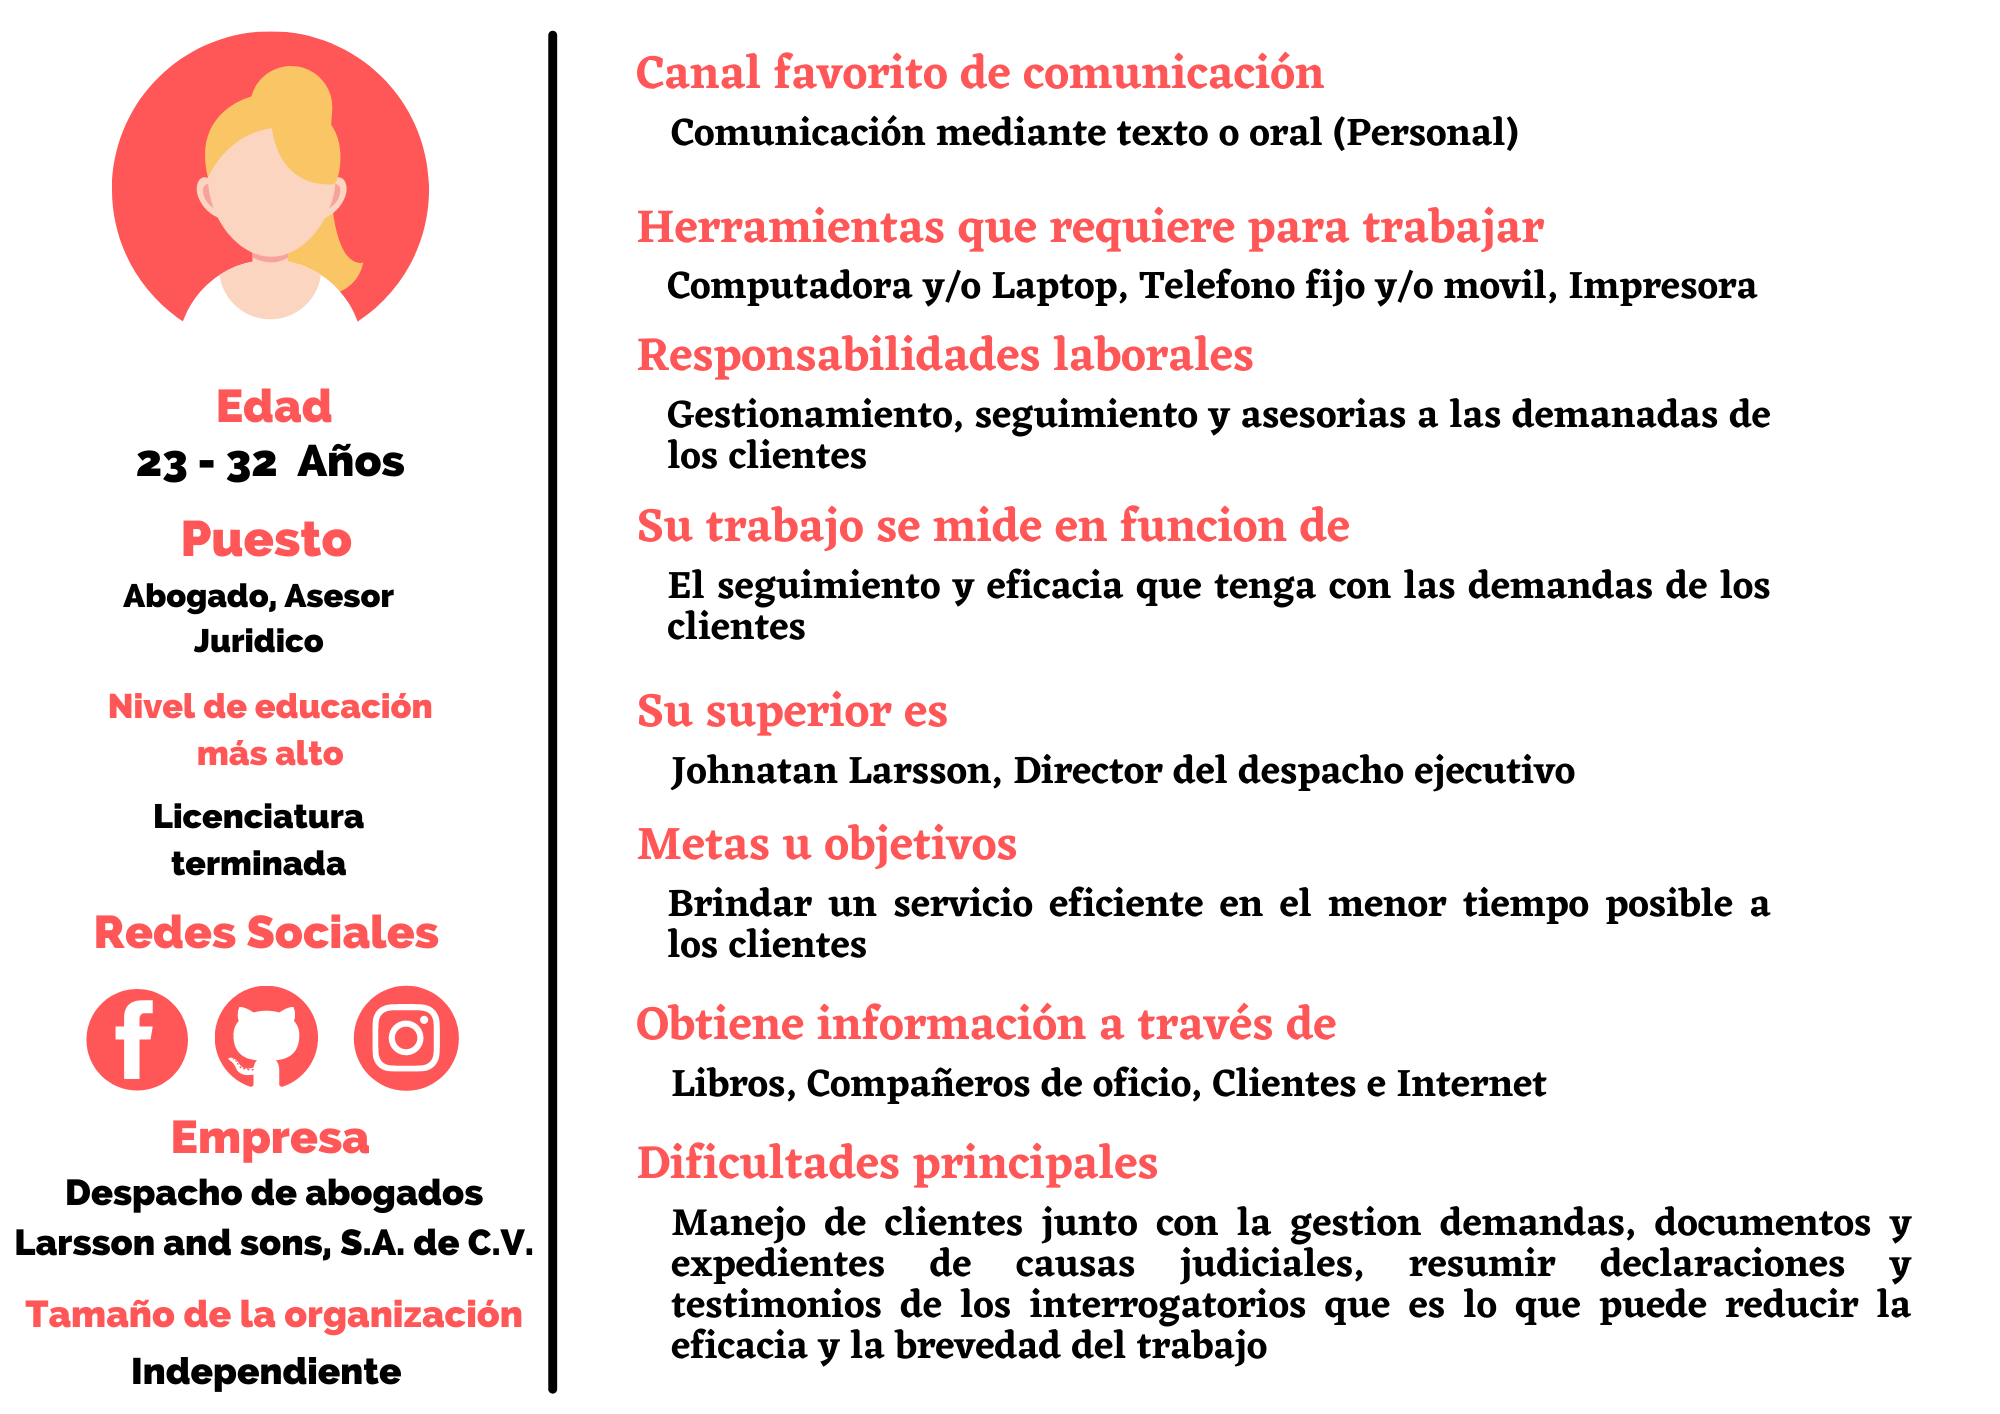 Edad
23 - 32 Años
Puesto
Abogado, Asesor
Juridico
Nivel de educación
más alto
Licenciatura
terminada
Redes Sociales
Empresa
Despacho de abogados
Larsson and sons, S.A. de C.V.
Tamaño de la organización
Independiente
Canal favorito de comunicación
Comunicación mediante texto o oral (Personal)
Herramientas que requiere para trabajar
Computadora y/o Laptop, Telefono fijo y/o movil, Impresora
Responsabilidades laborales
Gestionamiento, seguimiento y asesorias a las demanadas de
los clientes
Su trabajo se mide en funcion de
El seguimiento y eficacia que tenga con las demandas de los
clientes
Su superior es
Johnatan Larsson, Director del despacho ejecutivo
Metas u objetivos
Brindar un servicio eficiente en el menor tiempo posible a
los clientes
Obtiene información a través de
Libros, Compañeros de oficio, Clientes e Internet
Dificultades principales
Manejo de clientes junto con la gestion demandas, documentos y
expedientes de causas judiciales, resumir declaraciones y
testimonios de los interrogatorios que es lo que puede reducir la
eficacia y la brevedad del trabajo